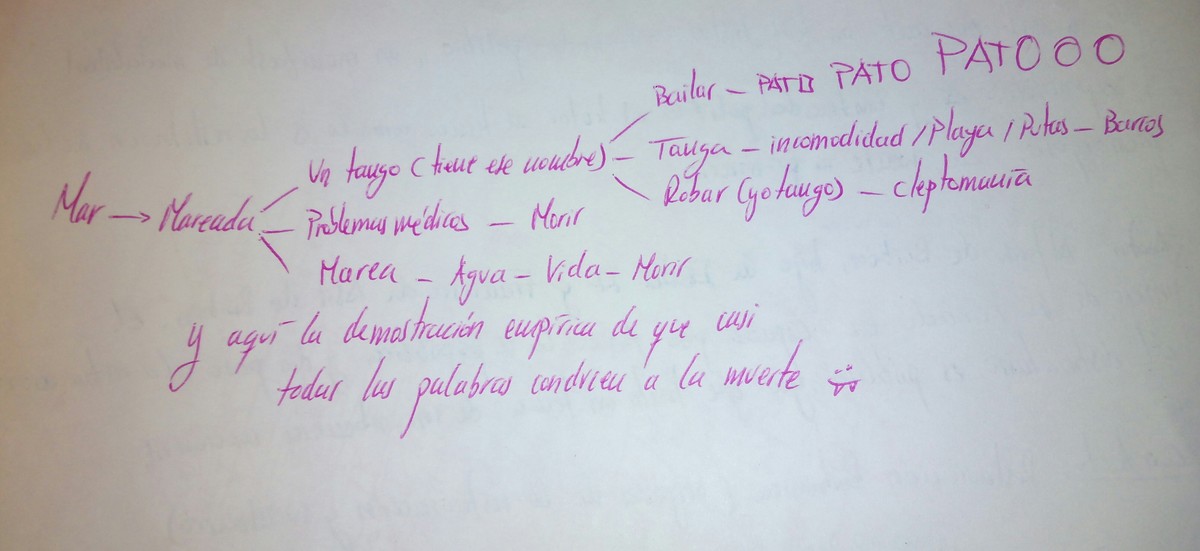 Bailar – PATO PATO PATOOO
Un tango (tiene ese nombre) – Tanga – incomodidad / Playa / Putas – Barcos
Robar (yo tango) – cleptomanía
Mar → Mareada – Problemas médicos – Morir
Marea – Agua – Vida – Morir
y aquí la demostración empírica de que casi
todas las palabras conducen a la muerte